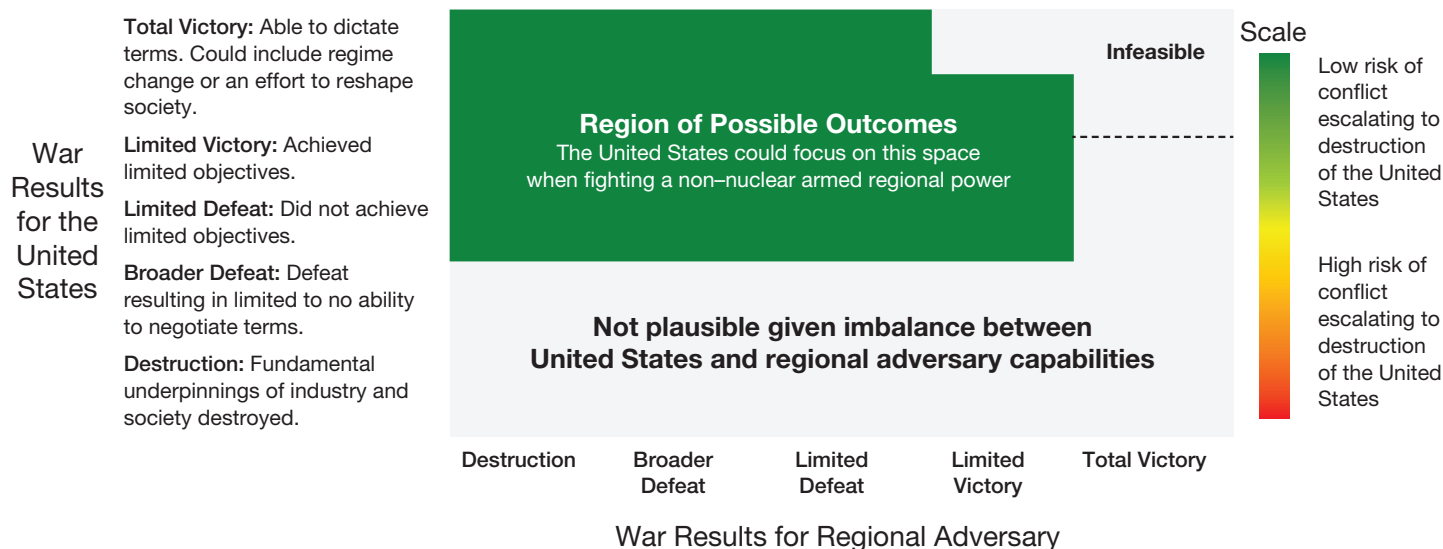 War
Results
for the
United
States
Total Victory: Able to dictate
terms. Could include regime
change or an effort to reshape
society.
Limited Victory: Achieved
limited objectives.
Limited Defeat: Did not achieve
limited objectives.
Broader Defeat: Defeat
resulting in limited to no ability
to negotiate terms.
Destruction: Fundamental
underpinnings of industry and
society destroyed.
Infeasible
Region of Possible Outcomes
The United States could focus on this space
when fighting a non–nuclear armed regional power
Not plausible given imbalance between
United States and regional adversary capabilities
Destruction
Broader
Defeat
Limited
Defeat
Limited
Victory
Total Victory
War Results for Regional Adversary
Scale
Low risk of
conflict
escalating to
destruction
of the United
States
High risk of
conflict
escalating to
destruction
of the United
States